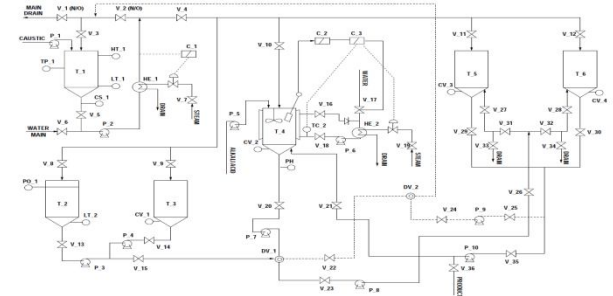 MAIN
DRAIN
V_1 (N/O)
V_2 (N/O)
V_4
CAUSTIC
P_1
V_3
HT_1
TP_1
T_1
LT_1
CS_1
V_5
V_6
WATER
MAIN
P_2
HE_1
C_1
V_7
STEAM
DRAIN
V_10
C_2
C_3
WATER
V_17
V_16
TC_2
HE_2
V_18
P_6
V_19
STEAM
DRAIN
P_5
ALKALI/ACID
T_4
CV_2
PH
V_11
V_12
T_5
T_6
CV_3
CV_4
V_27
V_28
V_29
V_30
V_31
V_32
V_33
V_34
DRAIN
DRAIN
V_26
V_8
V_9
PO_1
T_2
LT_2
T_3
CV_1
V_13
P_4
V_14
P_3
V_15
V_20
V_21
P_7
DV_1
V_22
V_23
P_8
DV_2
V_24
P_9
V_25
P_10
V_35
V_36
PRODUCT